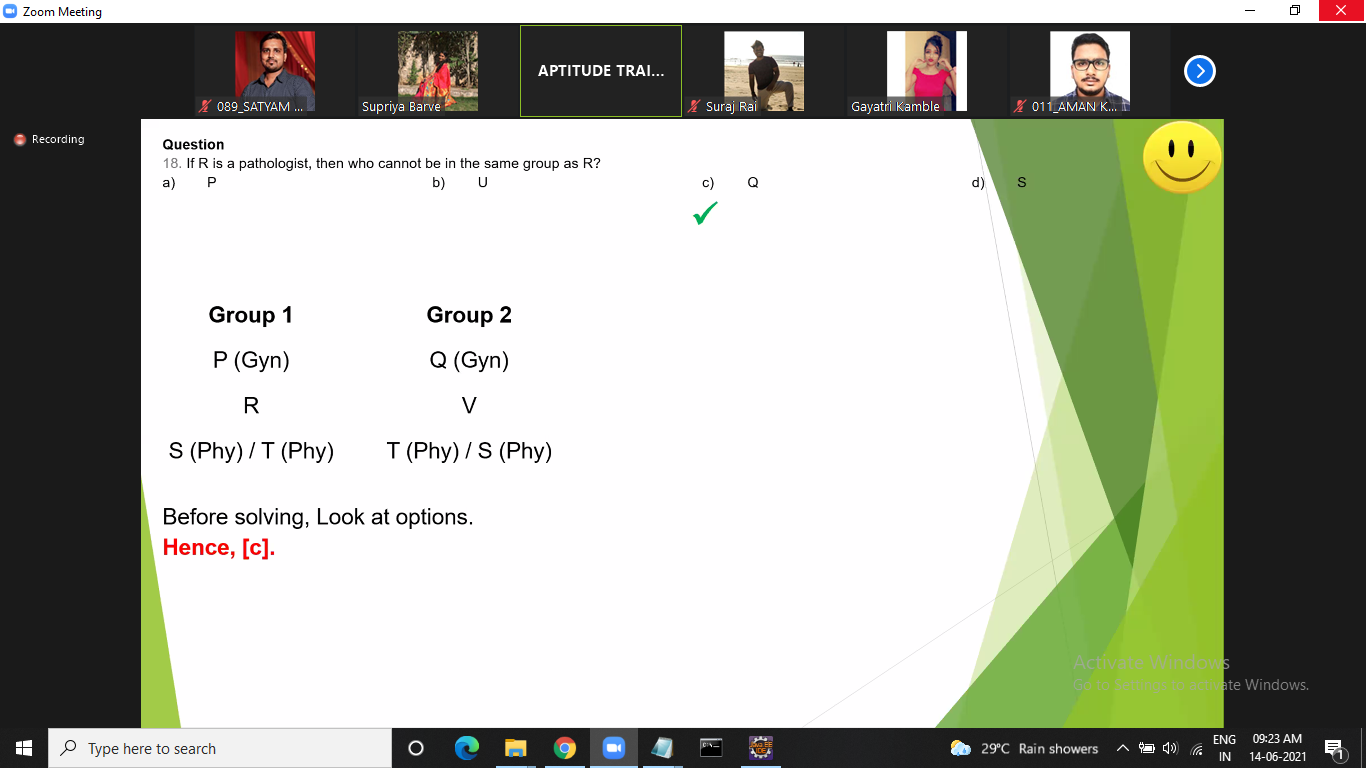 Zoom Meeting
089_SATYAM ...
Supriya Barve
APTITUDE TRAI...
Suraj Rai
Gayatri Kamble
011_AMAN K...
Recording
Question
18. If R is a pathologist, then who cannot be in the same group as R?
a) P b) U c) Q d) S
Group 1 Group 2
P (Gyn) Q (Gyn)
R V
S (Phy) / T (Phy) T (Phy) / S (Phy)
Before solving, Look at options.
Hence, [c].
Activate Windows
Go to Settings to activate Windows.
Type here to search
29°C Rain showers
ENG
IN
09:23 AM
14-06-2021
1